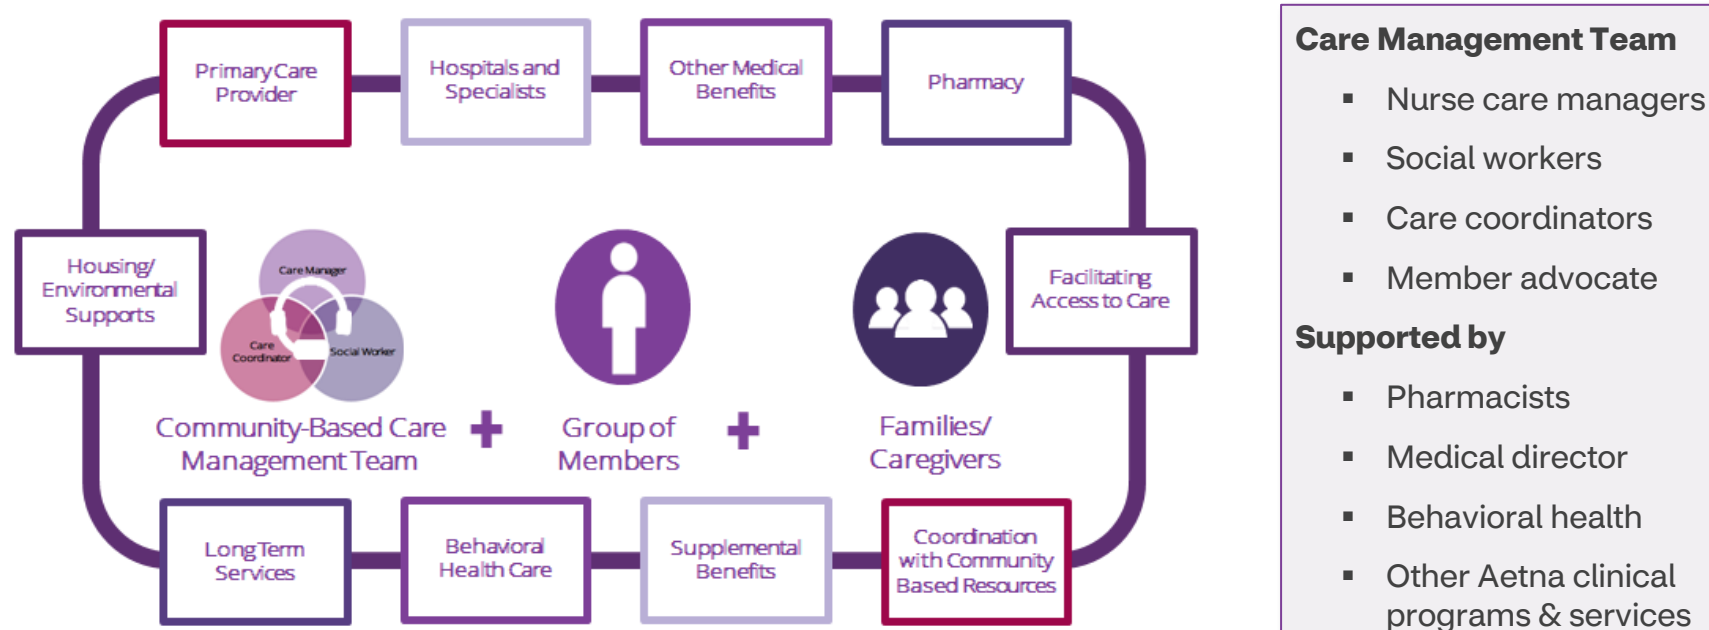 Primary Care
Provider
Hospitals and
Specialists
Other Medical
Benefits
Pharmacy
Housing/
Environmental
Supports
Care Manager
Care
Coordinator
Social Worker
Facilitating
Access to Care
Community-Based Care
Management Team
+
Group of
Members
+
Families/
Caregivers
Long Term
Services
Behavioral
Health Care
Supplemental
Benefits
Coordination
with Community
Based Resources
Care Management Team
▪ Nurse care managers
▪ Social workers
▪ Care coordinators
▪ Member advocate
Supported by
▪ Pharmacists
▪ Medical director
▪ Behavioral health
▪ Other Aetna clinical
programs & services